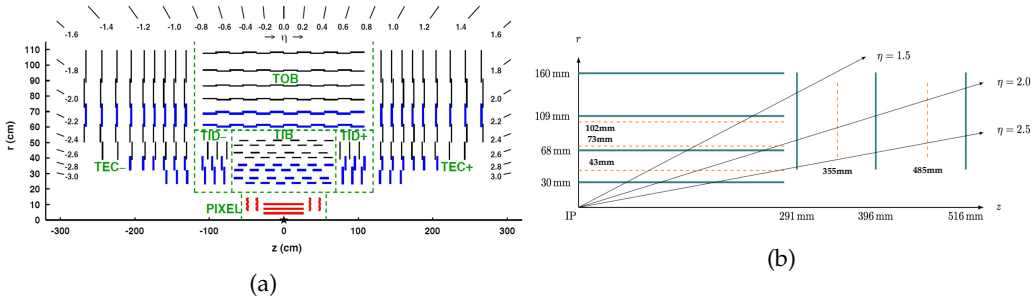 -1.6 -1.4 -1.2 -1.0 -0.8 -0.6 -0.4 -0.2 0.0 0.2 0.4 0.6 0.8 1.0 1.2 1.4 1.6
→ η
-1.8 1.8
-2.0 2.0
-2.2 2.2
-2.4 2.4
-2.6 2.6
-2.8 2.8
-3.0 3.0
r (cm)
110
100
90
80
70
60
50
40
30
20
10
0
TOB
TID− TIB TID+
TEC− TEC+
PIXEL
-300 -200 -100 0 100 200 300
z (cm)
(a)
r
η = 1.5
160 mm
η = 2.0
109 mm
102mm
73mm
η = 2.5
68 mm
43mm
355mm 485mm
30 mm
IP
291 mm 396 mm 516 mm z
(b)